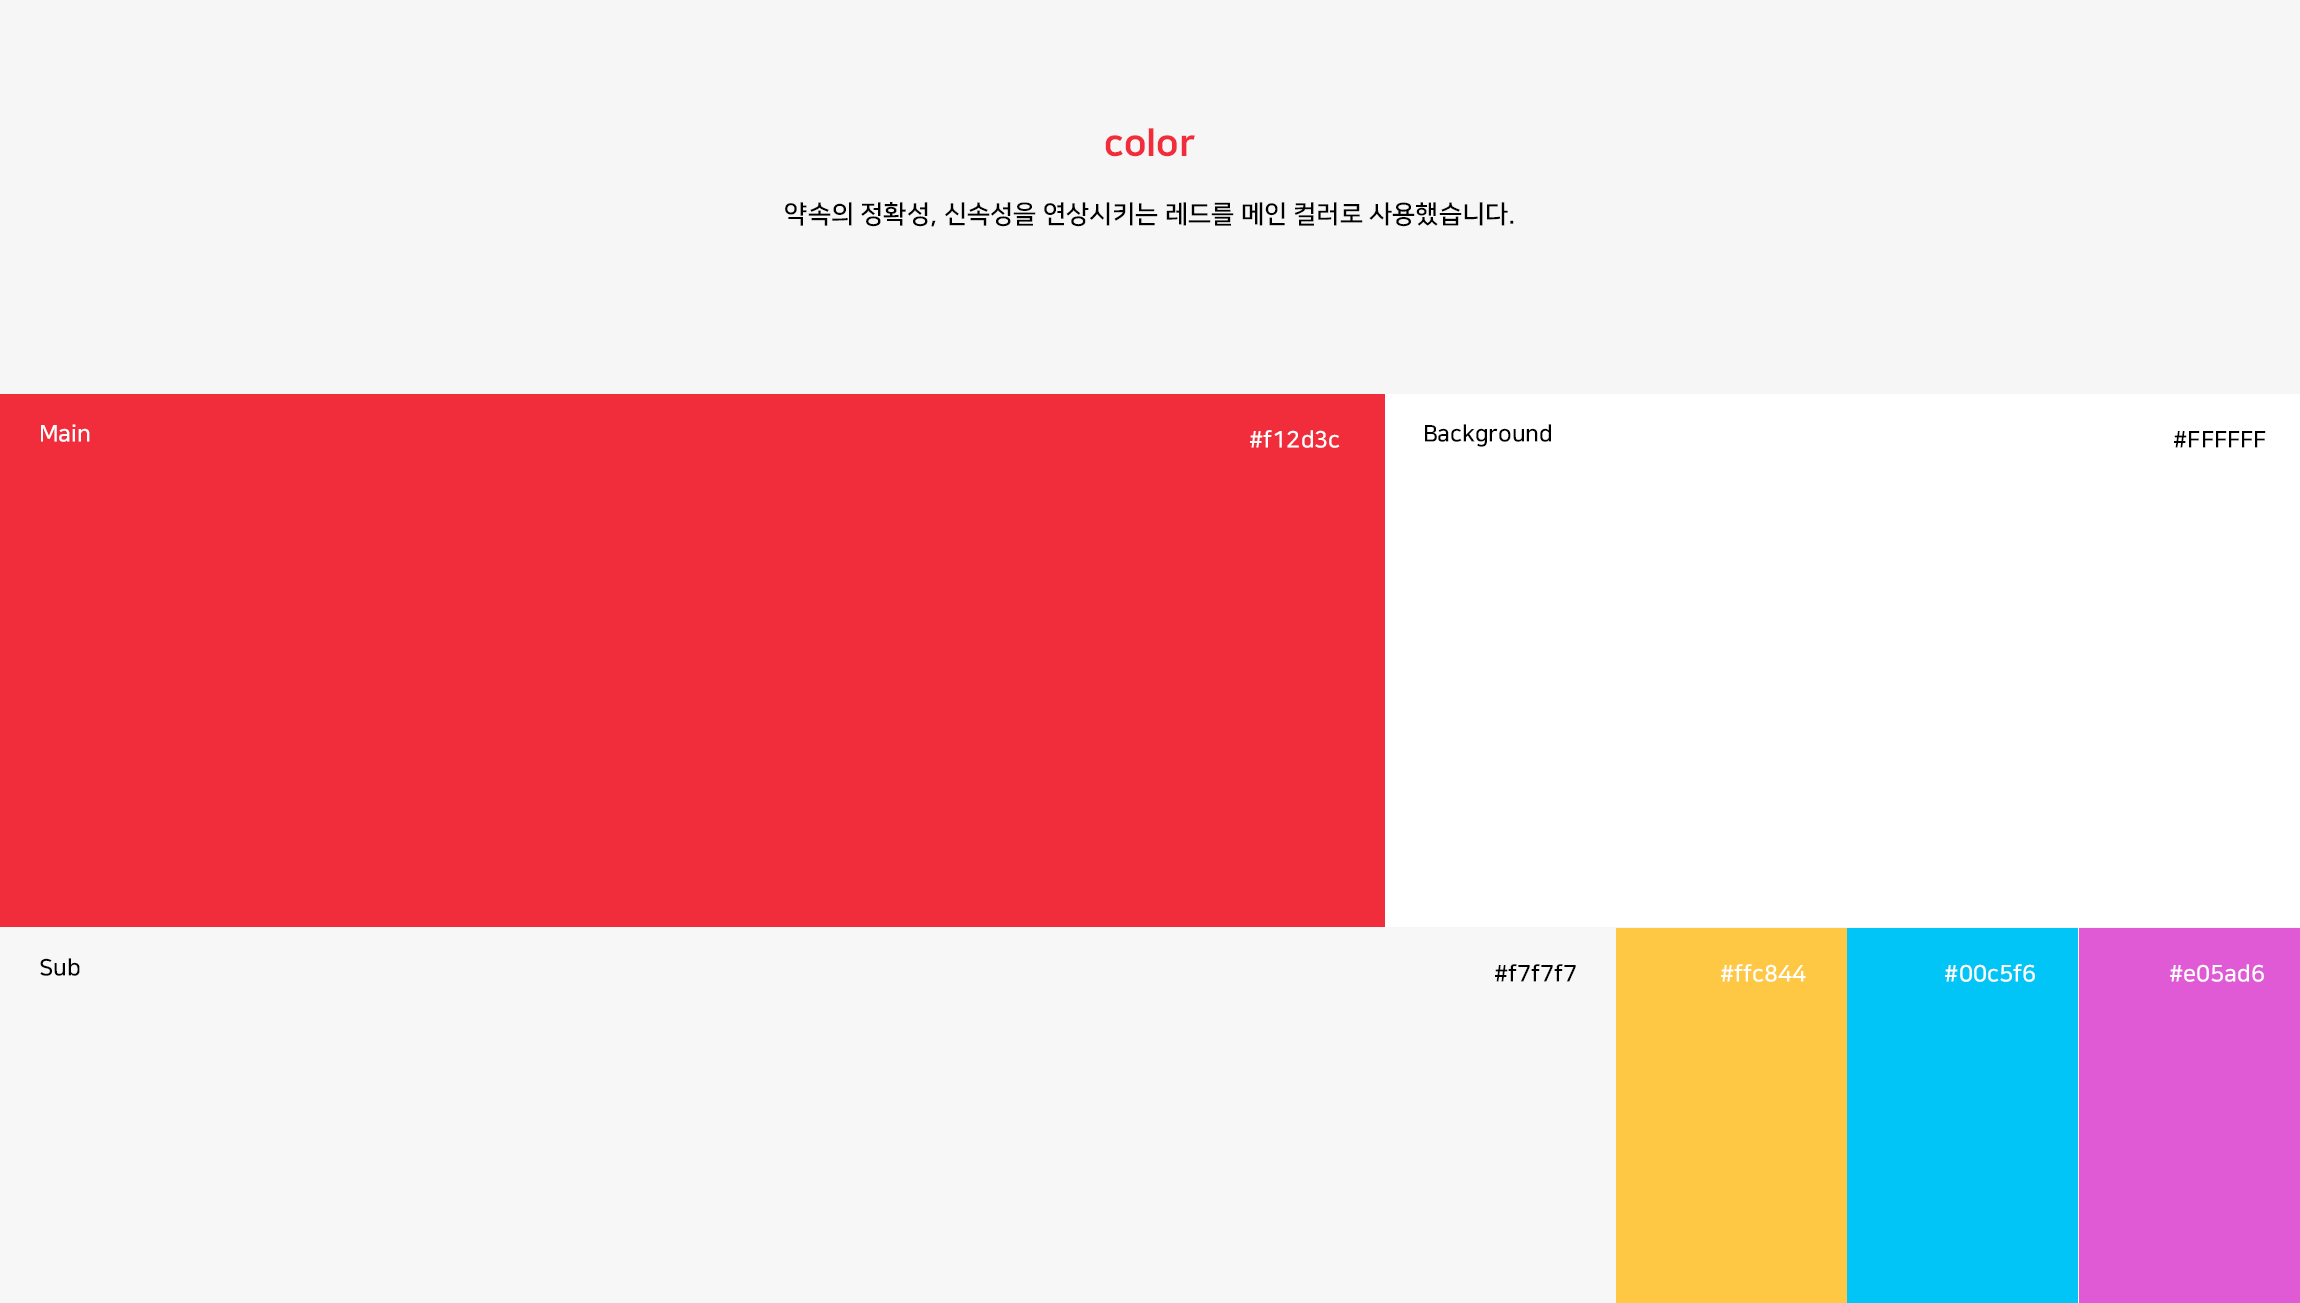 color
약속의 정확성, 신속성을 연상시키는 레드를 메인 컬러로 사용했습니다.
Main
#f12d3c
Background
#FFFFFF
Sub
#f7f7f7
#ffc844
#00c5f6
#e05ad6